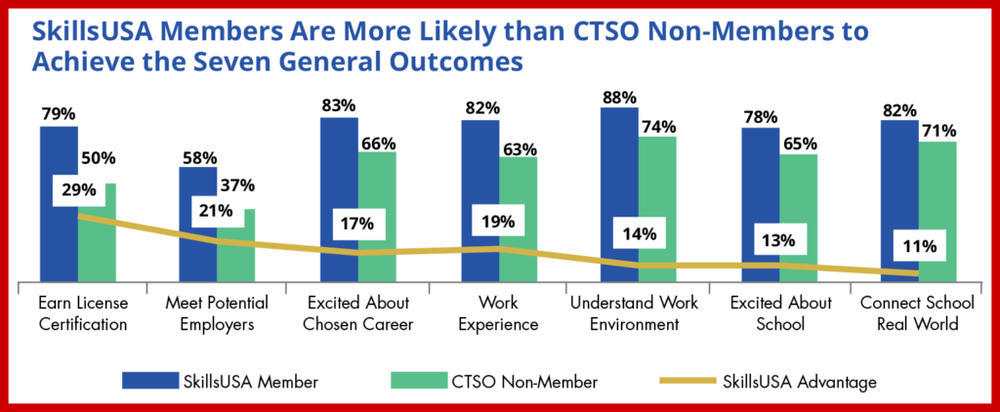 SkillsUSA Members Are More Likely than CTSO Non-Members to
Achieve the Seven General Outcomes
79%
50%
29%
58%
37%
21%
83%
66%
17%
82%
63%
19%
88%
74%
14%
78%
65%
13%
82%
71%
11%
Earn License
Certification
Meet Potential
Employers
Excited About
Chosen Career
Work
Experience
Understand Work
Environment
Excited About
School
Connect School
Real World
SkillsUSA Member
CTSO Non-Member
SkillsUSA Advantage